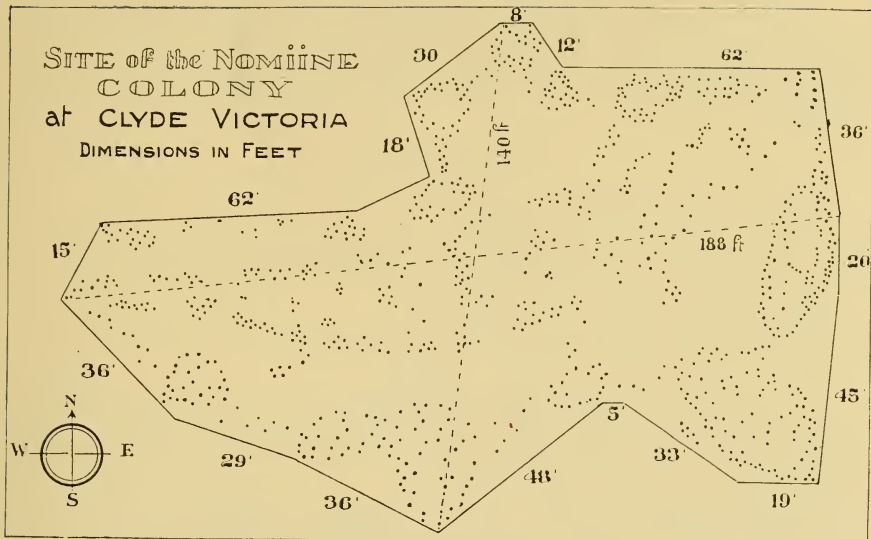 SITE of the NOMIINE
COLONY
at CLYDE VICTORIA
DIMENSIONS IN FEET
8'
12'
30
62'
18'
36'
140 ft
62'
15'
188 ft
20'
36'
45'
N
W E
S
29'
36'
48'
5'
33'
19'